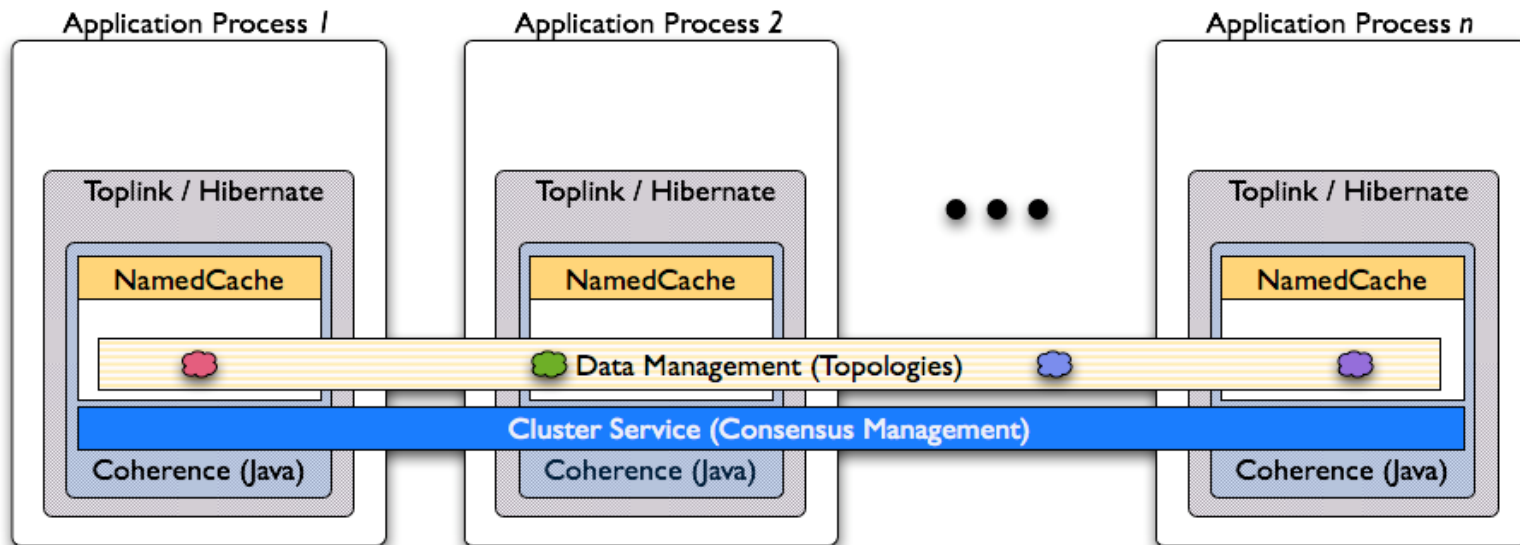 Application Process 1
Application Process 2
Application Process n
Toplink / Hibernate
Toplink / Hibernate
Toplink / Hibernate
NamedCache
NamedCache
NamedCache
Data Management (Topologies)
Cluster Service (Consensus Management)
Coherence (Java)
Coherence (Java)
Coherence (Java)